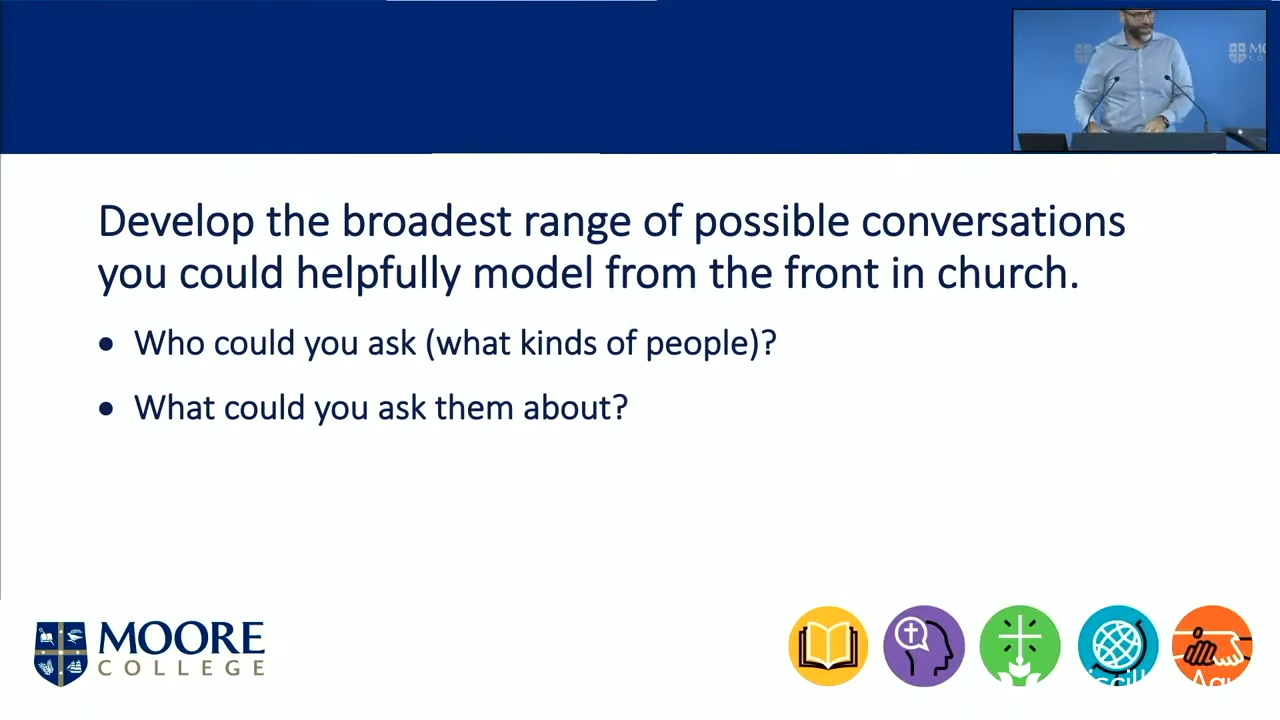 Develop the broadest range of possible conversations
you could helpfully model from the front in church.
• Who could you ask (what kinds of people)?
• What could you ask them about?
MOORE
COLLEGE